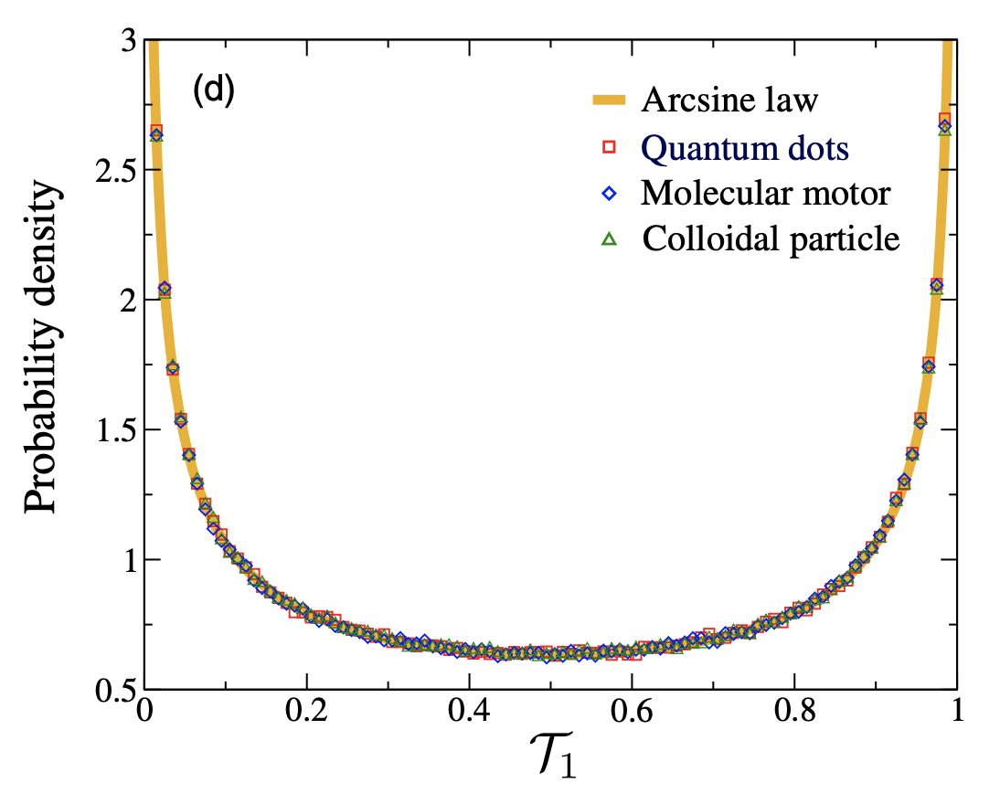 3
(d)
Arcsine law
Quantum dots
Molecular motor
Colloidal particle
2.5
2
1.5
1
0.5
Probability density
0 0.2 0.4 0.6 0.8 1
𝒯₁